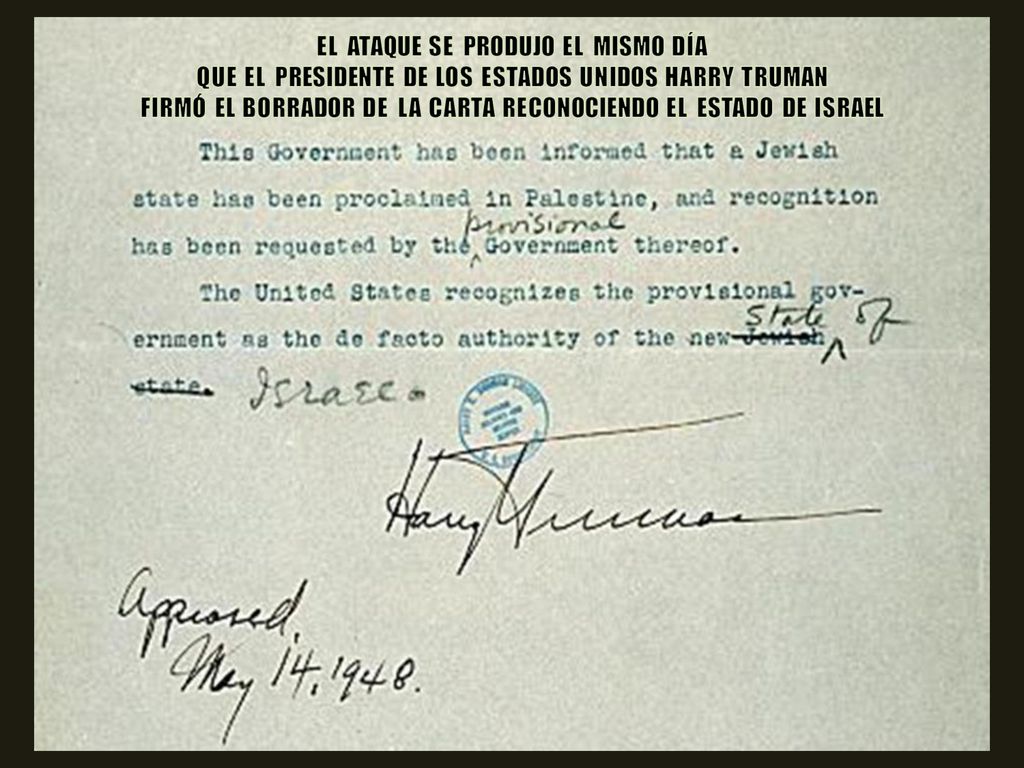 EL ATAQUE SE PRODUJO EL MISMO DÍA
QUE EL PRESIDENTE DE LOS ESTADOS UNIDOS HARRY TRUMAN
FIRMÓ EL BORRADOR DE LA CARTA RECONOCIENDO EL ESTADO DE ISRAEL
This Government has been informed that a Jewish
state has been proclaimed in Palestine, and recognition
provisional
has been requested by the Government thereof.
The United States recognizes the provisional gov-
State of
ernment as the de facto authority of the new Jewish
state. Israel.
Harry Truman
Approved,
May 14, 1948.